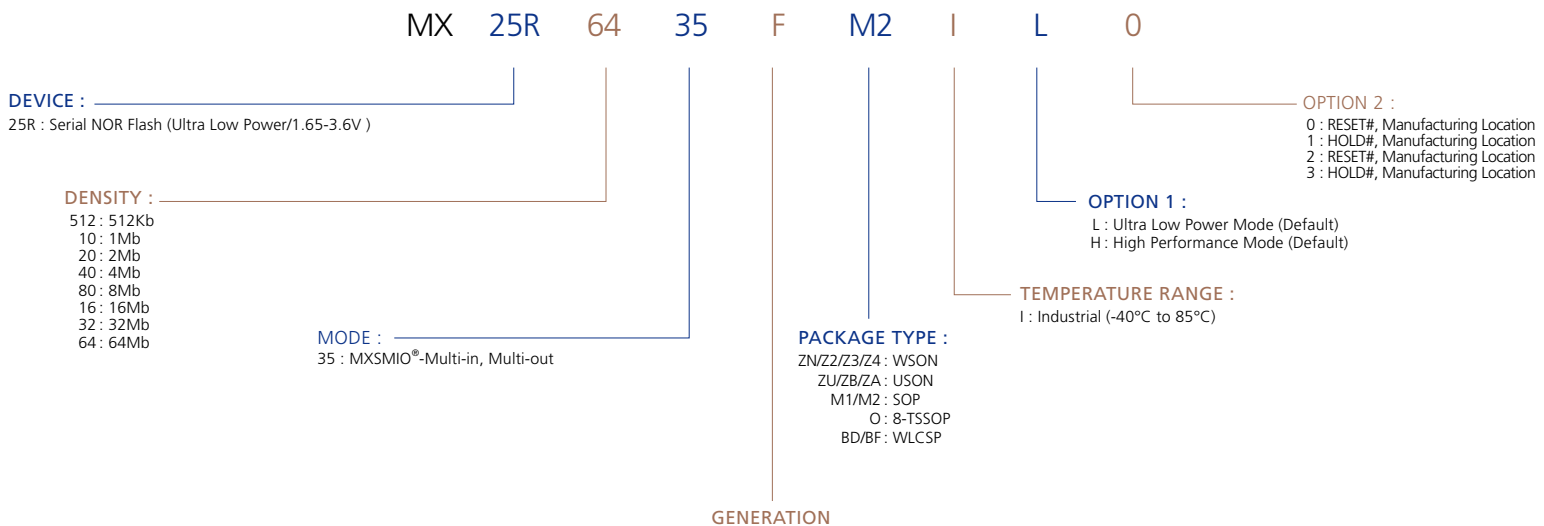 MX 25R 64 35 F M2 I L 0
DEVICE :
25R : Serial NOR Flash (Ultra Low Power/1.65-3.6V )
OPTION 2 :
0 : RESET#, Manufacturing Location
1 : HOLD#, Manufacturing Location
2 : RESET#, Manufacturing Location
3 : HOLD#, Manufacturing Location
DENSITY :
512 : 512Kb
10 : 1Mb
20 : 2Mb
40 : 4Mb
80 : 8Mb
16 : 16Mb
32 : 32Mb
64 : 64Mb
OPTION 1 :
L : Ultra Low Power Mode (Default)
H : High Performance Mode (Default)
TEMPERATURE RANGE :
I : Industrial (-40°C to 85°C)
MODE :
35 : MXSMIO®-Multi-in, Multi-out
PACKAGE TYPE :
ZN/Z2/Z3/Z4 : WSON
ZU/ZB/ZA : USON
M1/M2 : SOP
O : 8-TSSOP
BD/BF : WLCSP
GENERATION